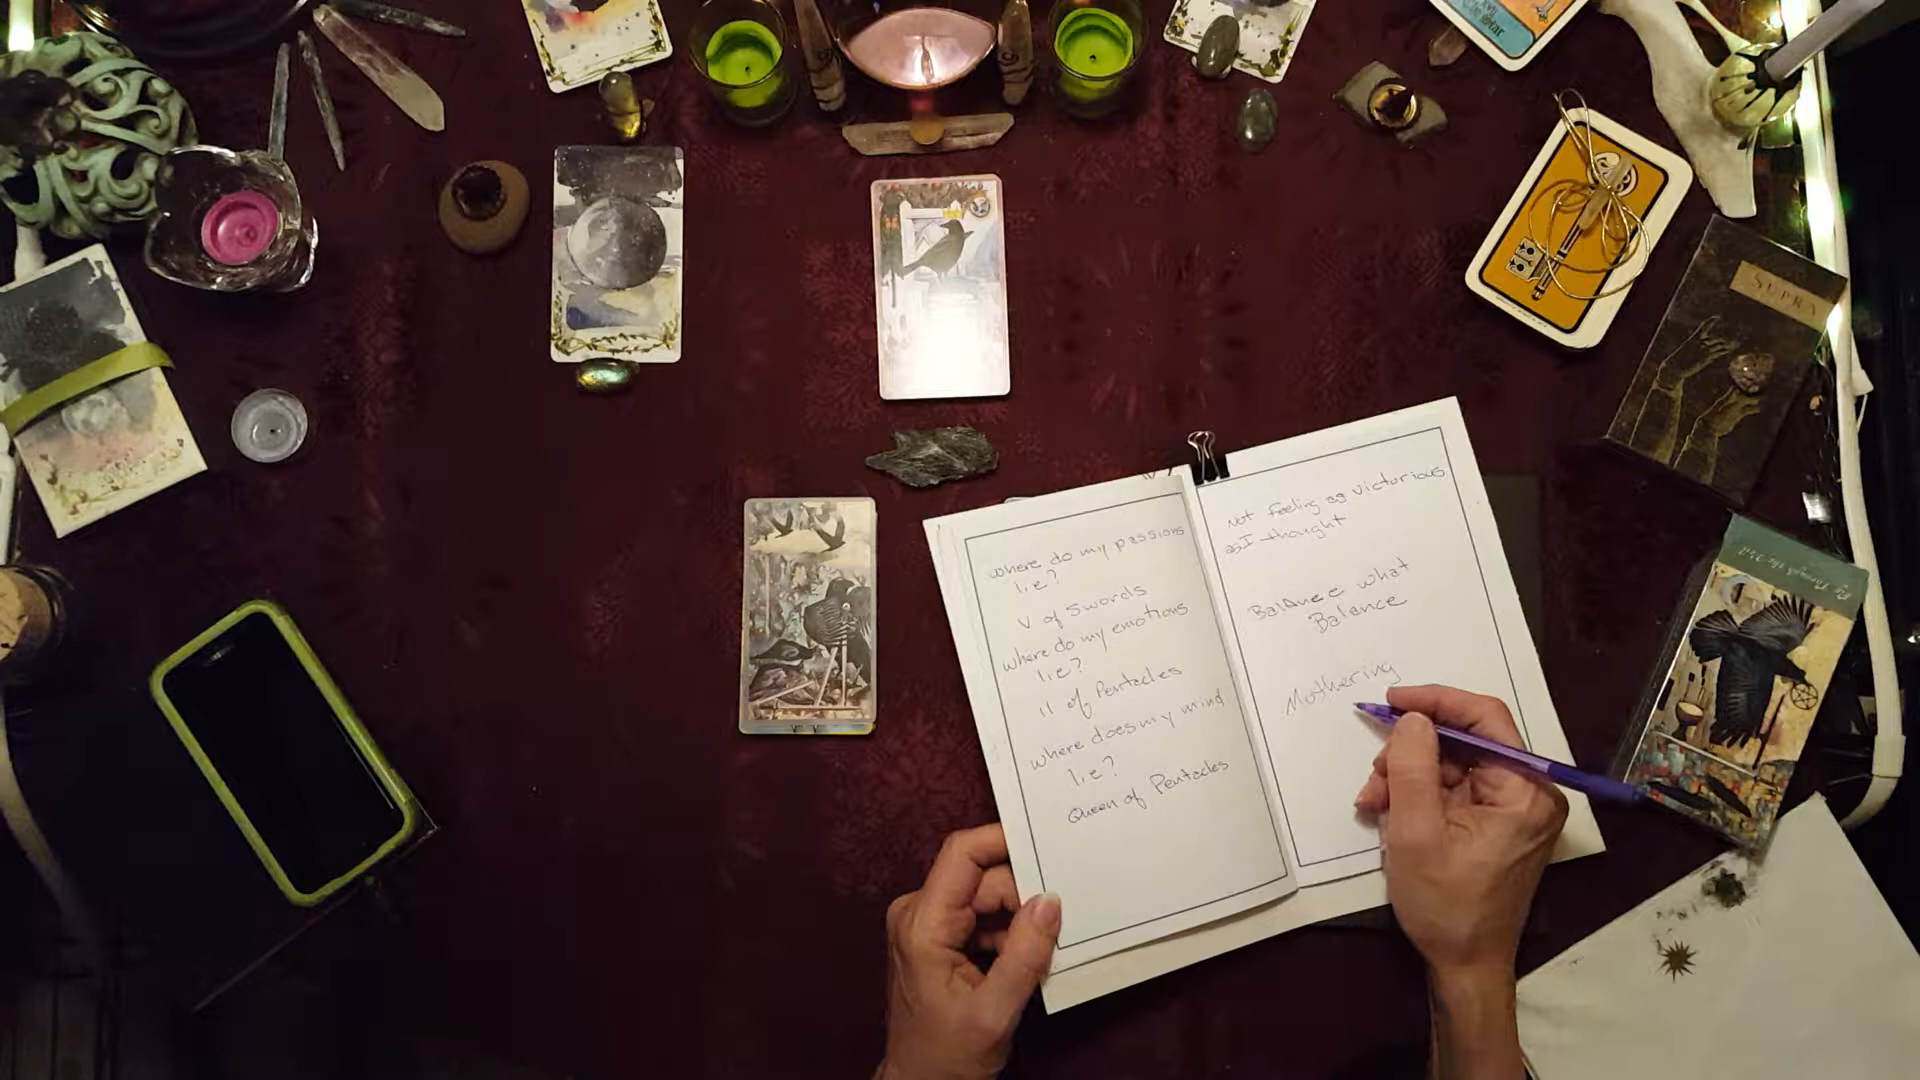 Star
SUPRA
where do my passions
lie?
V of Swords
where do my emotions
lie?
II of Pentacles
where does my mind
lie?
Queen of Pentacles
not feeling as victorious
as I thought
Balance what
Balance
Mothering